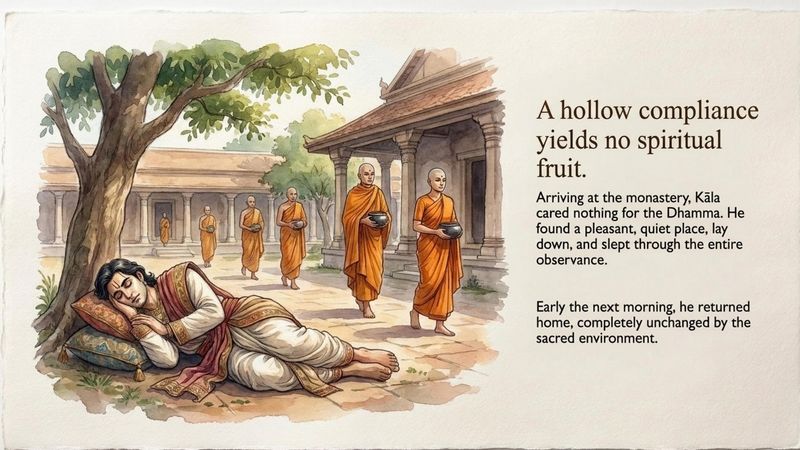 A hollow compliance
yields no spiritual
fruit.
Arriving at the monastery, Kāla
cared nothing for the Dhamma. He
found a pleasant, quiet place, lay
down, and slept through the entire
observance.
Early the next morning, he returned
home, completely unchanged by the
sacred environment.